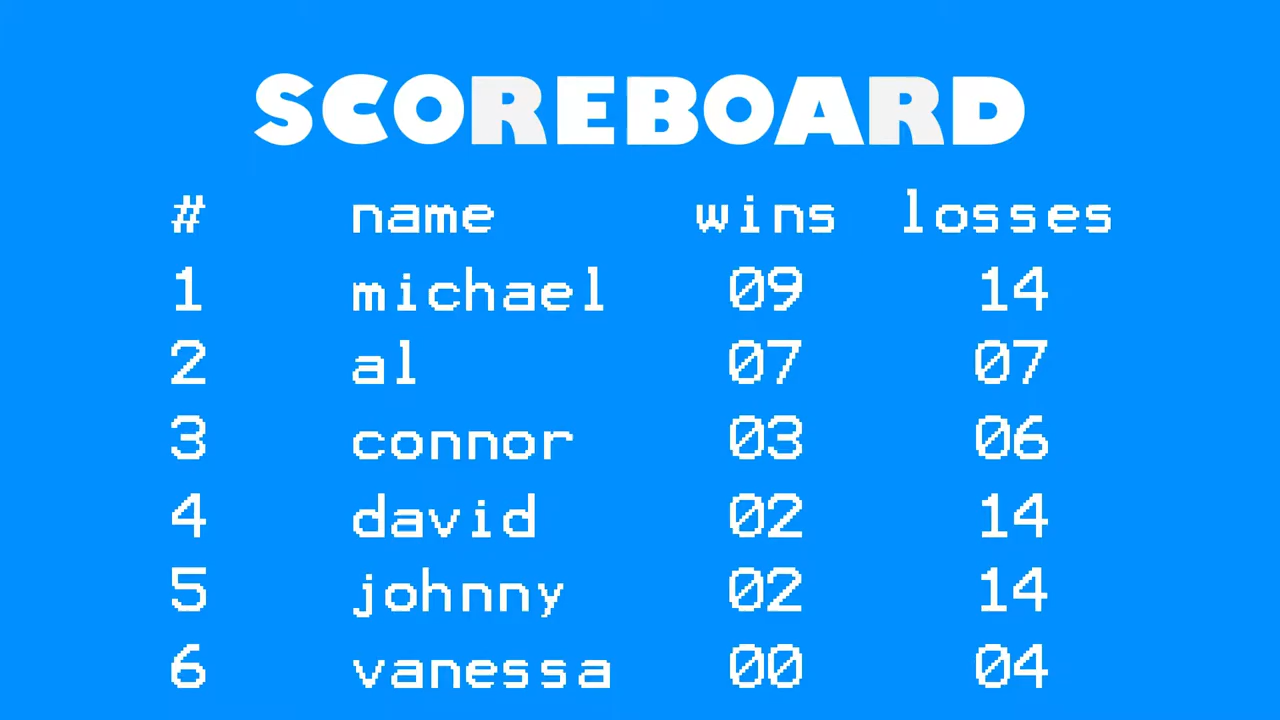 SCOREBOARD
# name wins losses
1 michael 09 14
2 al 07 07
3 connor 03 06
4 david 02 14
5 johnny 02 14
6 vanessa 00 04